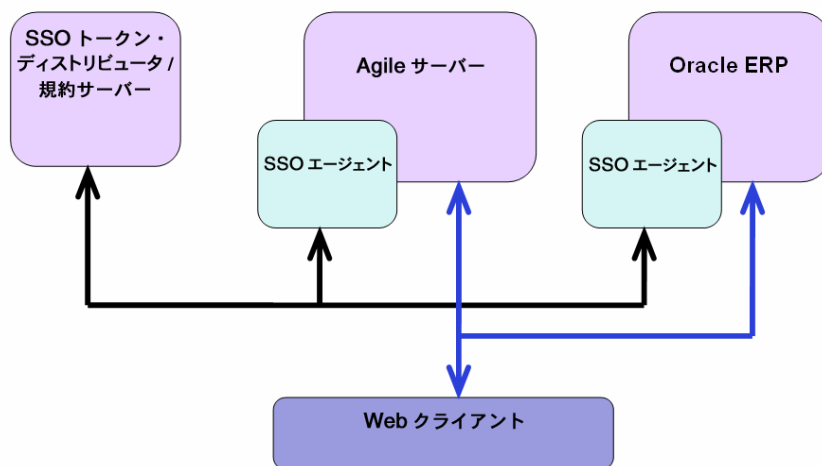 SSO トークン・
ディストリビュータ /
規約サーバー
Agile サーバー
Oracle ERP
SSO エージェント
SSO エージェント
Web クライアント